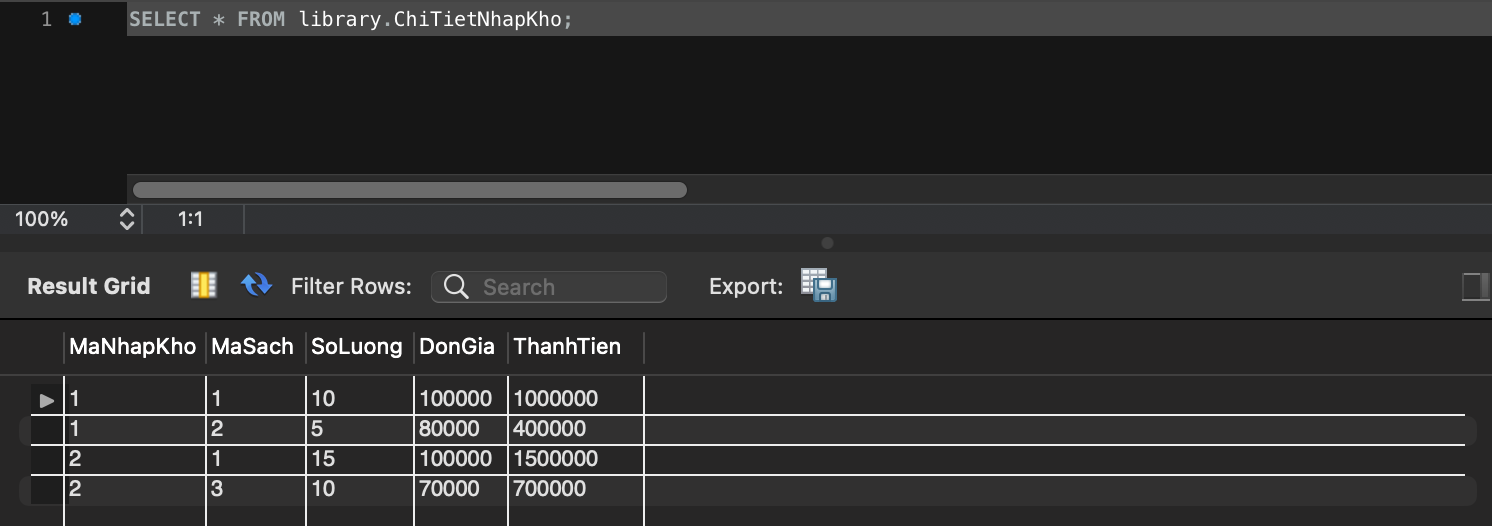 1 SELECT * FROM library.ChiTietNhapKho;
100% 1:1
Result Grid Filter Rows: Search Export:
MaNhapKho MaSach SoLuong DonGia ThanhTien
1 1 10 100000 1000000
1 2 5 80000 400000
2 1 15 100000 1500000
2 3 10 70000 700000